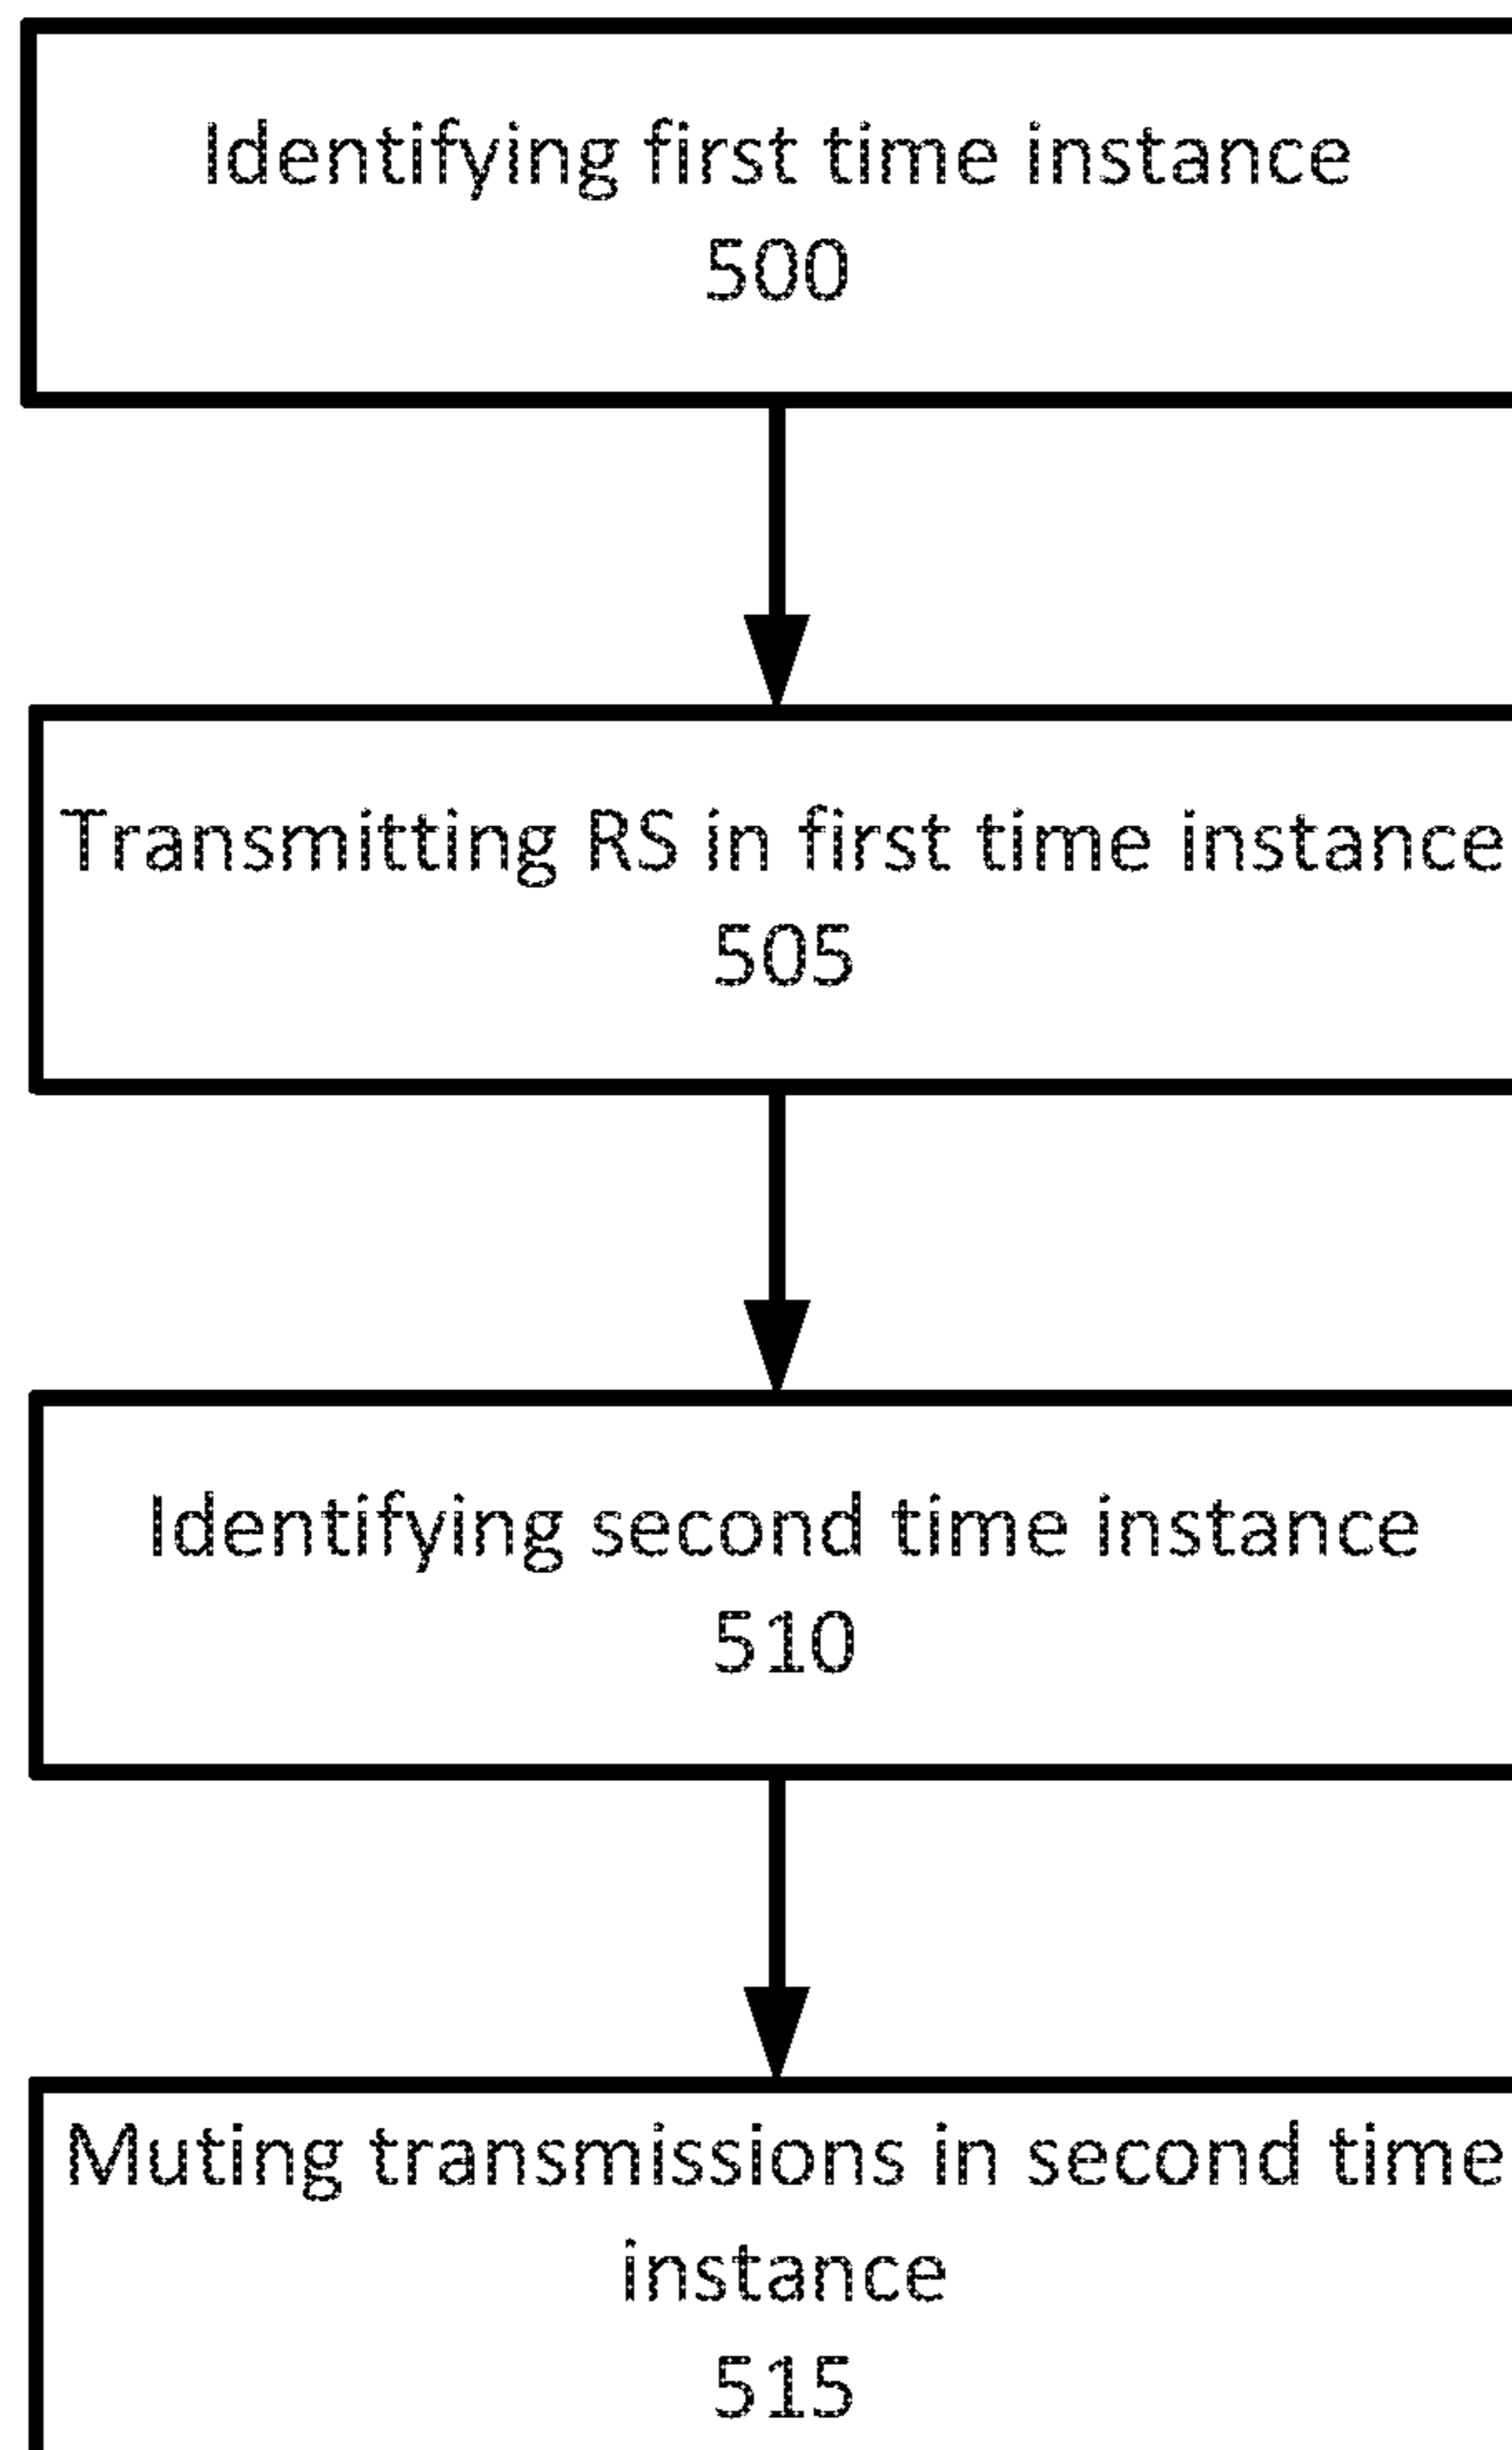 Identifying first time instance
500
Transmitting RS in first time instance
505
Identifying second time instance
510
Muting transmissions in second time
instance
515